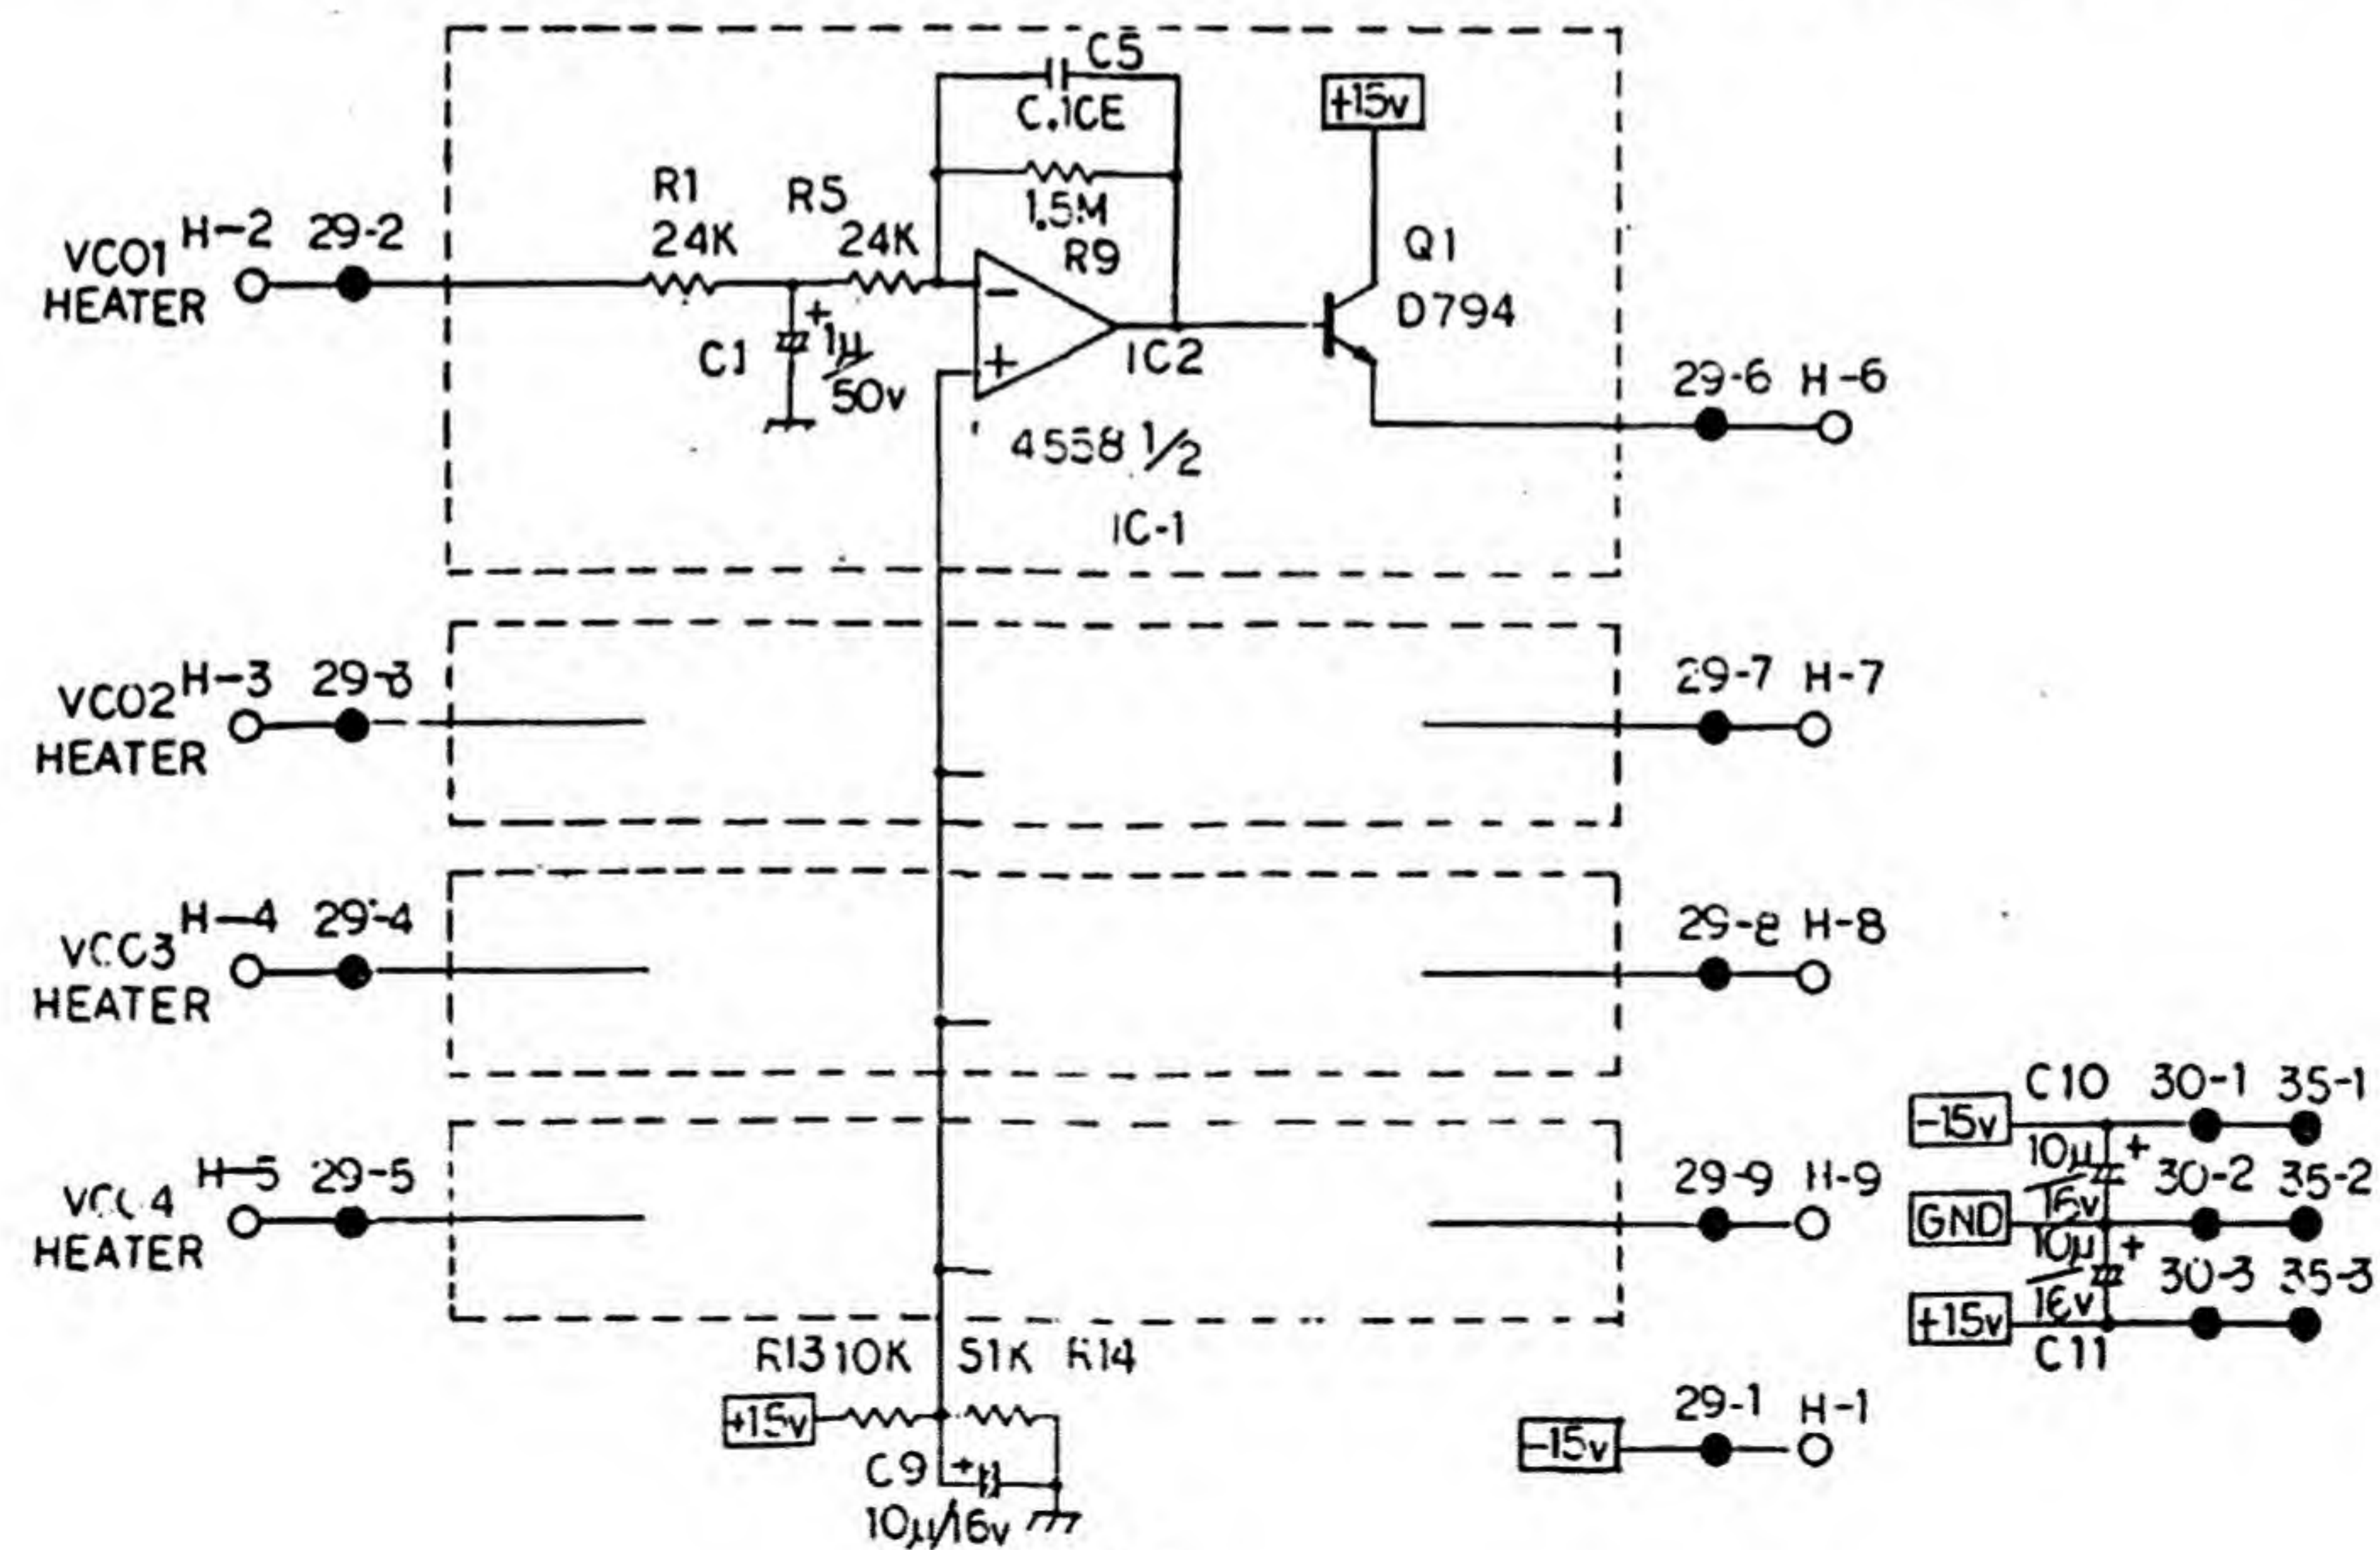 C5
C.1CE
+15v
R1
24K
R5
24K
1.5M
R9
Q1
D794
VCO1
HEATER
H-2 29-2
C1
+
1μ/50v
−
+
IC2
4558 1/2
IC-1
29-6 H-6
VCO2
HEATER
H-3 29-3
29-7 H-7
VCO3
HEATER
H-4 29-4
29-8 H-8
VCO4
HEATER
H-5 29-5
29-9 H-9
-15v
C10 30-1 35-1
10μ/16v
+
GND
30-2 35-2
10μ/16v
+
+15v
30-3 35-3
C11
R13 10K 51K R14
+15v
C9
+
10μ/16v
-15v
29-1 H-1